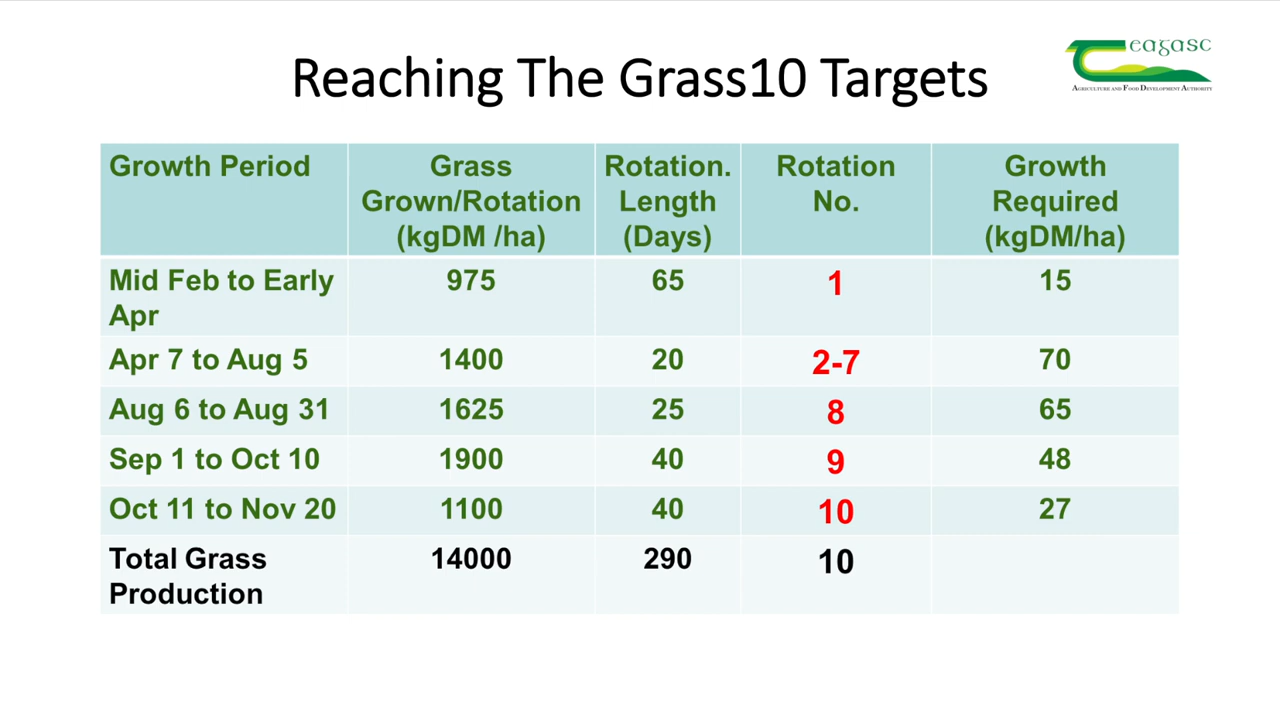 Reaching The Grass10 Targets
eagasc
AGRICULTURE AND FOOD DEVELOPMENT AUTHORITY
Growth Period
Grass
Grown/Rotation
(kgDM /ha)
Rotation.
Length
(Days)
Rotation
No.
Growth
Required
(kgDM/ha)
Mid Feb to Early
Apr
975
65
1
15
Apr 7 to Aug 5
1400
20
2-7
70
Aug 6 to Aug 31
1625
25
8
65
Sep 1 to Oct 10
1900
40
9
48
Oct 11 to Nov 20
1100
40
10
27
Total Grass
Production
14000
290
10